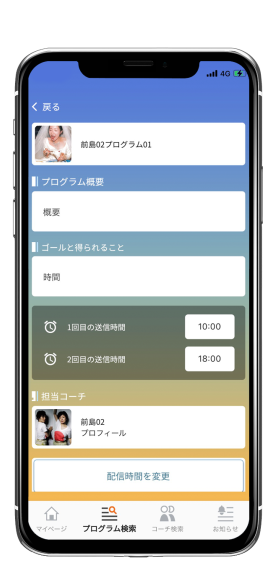 4G
戻る
前島02プログラム01
プログラム概要
概要
ゴールと得られること
時間
1回目の送信時間
10:00
2回目の送信時間
18:00
担当コーチ
前島02
プロフィール
配信時間を変更
マイページ
プログラム検索
コーチ検索
お知らせ